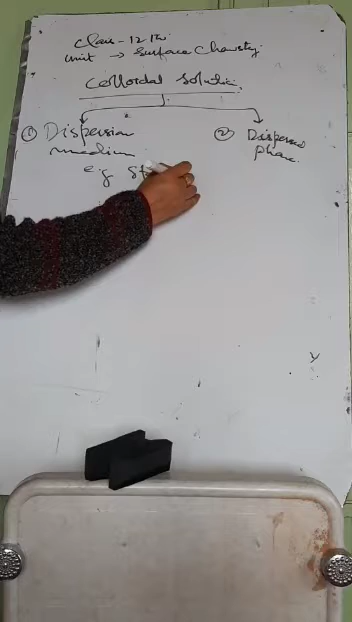 Class-12th
Unit → Surface Chemistry
Colloidal Solution
① Dispersion
medium
e.g
② Dispersed
phase